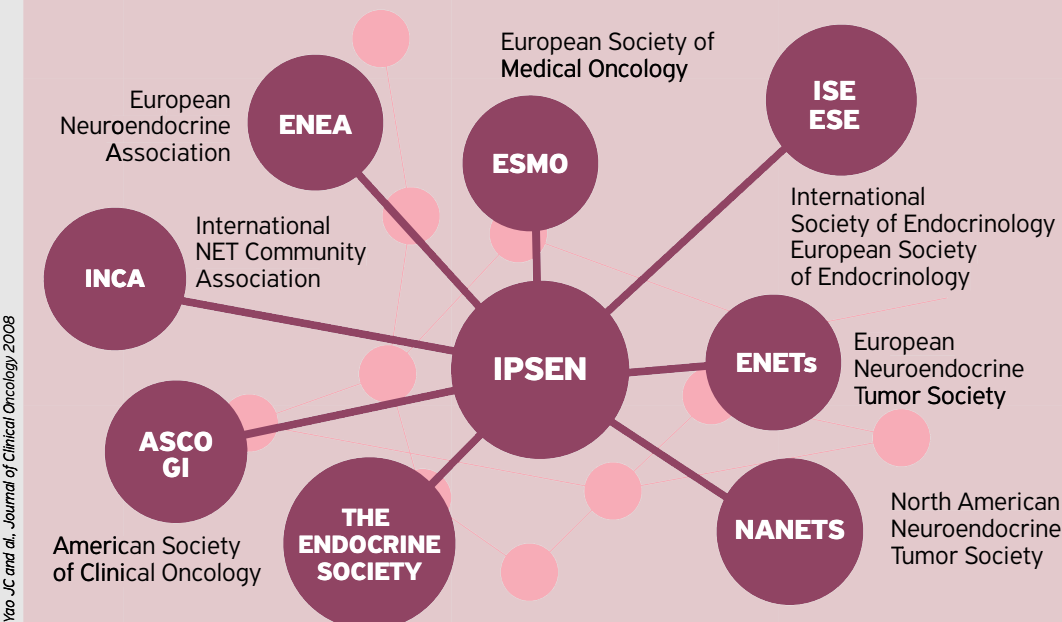 European Society of
Medical Oncology
ISE
ESE
European
Neuroendocrine
Association
ENEA
ESMO
International
Society of Endocrinology
European Society
of Endocrinology
International
NET Community
Association
INCA
IPSEN
ENETs
European
Neuroendocrine
Tumor Society
ASCO
GI
American Society
of Clinical Oncology
THE
ENDOCRINE
SOCIETY
NANETS
North American
Neuroendocrine
Tumor Society
Yao JC and al., Journal of Clinical Oncology 2008